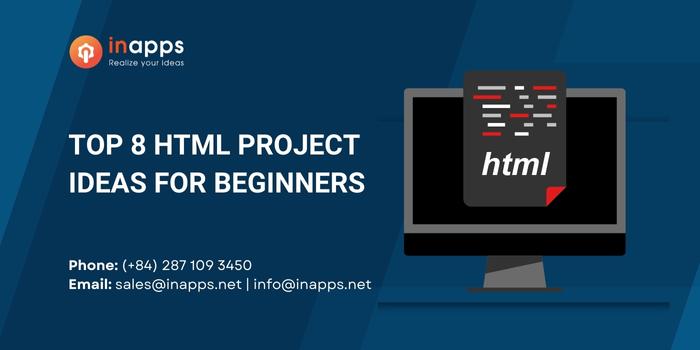 inapps
Realize your ideas
TOP 8 HTML PROJECT
IDEAS FOR BEGINNERS
html
Phone: (+84) 287 109 3450
Email: sales@inapps.net | info@inapps.net